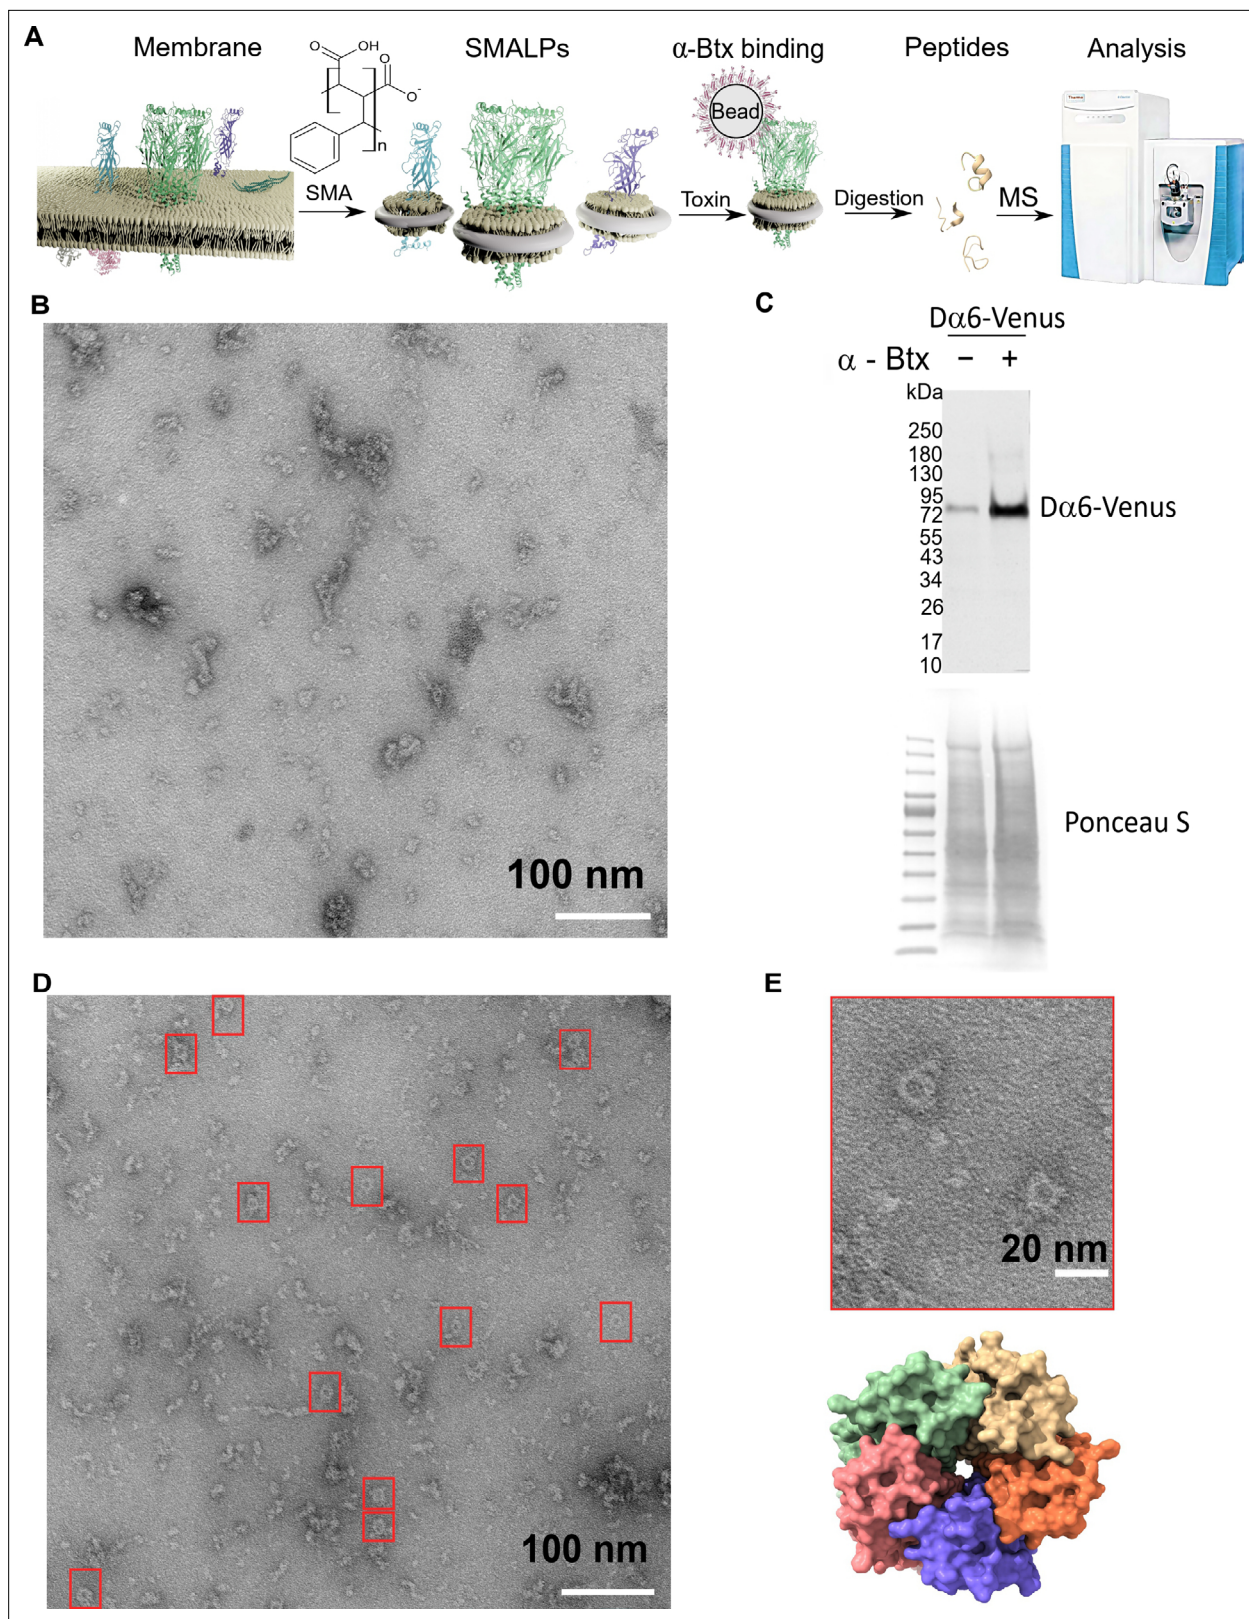 A
Membrane
SMALPs
α-Btx binding
Peptides
Analysis
O
OH
O
O-
n
SMA
Bead
Toxin
Digestion
MS
B
100 nm
C
Dα6-Venus
α - Btx − +
kDa
250
180
130
95
72
55
43
34
26
17
10
Dα6-Venus
Ponceau S
D
100 nm
E
20 nm